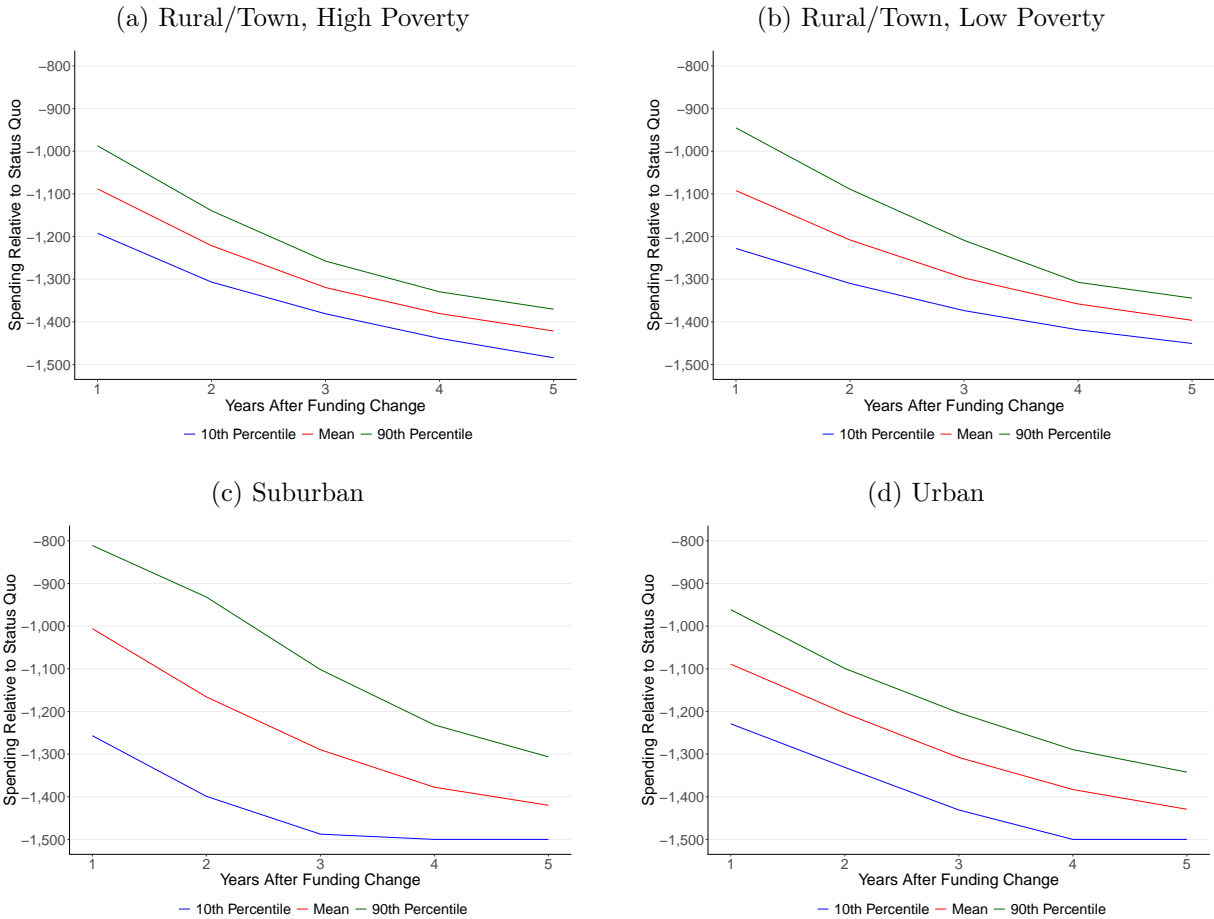 (a) Rural/Town, High Poverty
Spending Relative to Status Quo
−800
−900
−1,000
−1,100
−1,200
−1,300
−1,400
−1,500
1 2 3 4 5
Years After Funding Change
10th Percentile Mean 90th Percentile
(b) Rural/Town, Low Poverty
Spending Relative to Status Quo
−800
−900
−1,000
−1,100
−1,200
−1,300
−1,400
−1,500
1 2 3 4 5
Years After Funding Change
10th Percentile Mean 90th Percentile
(c) Suburban
Spending Relative to Status Quo
−800
−900
−1,000
−1,100
−1,200
−1,300
−1,400
−1,500
1 2 3 4 5
Years After Funding Change
10th Percentile Mean 90th Percentile
(d) Urban
Spending Relative to Status Quo
−800
−900
−1,000
−1,100
−1,200
−1,300
−1,400
−1,500
1 2 3 4 5
Years After Funding Change
10th Percentile Mean 90th Percentile